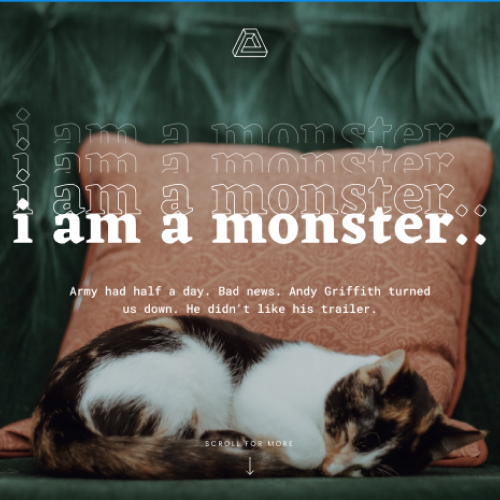 i am a monster
i am a monster
i am a monster..
i am a monster..
Army had half a day. Bad news. Andy Griffith turned
us down. He didn't like his trailer.
SCROLL FOR MORE